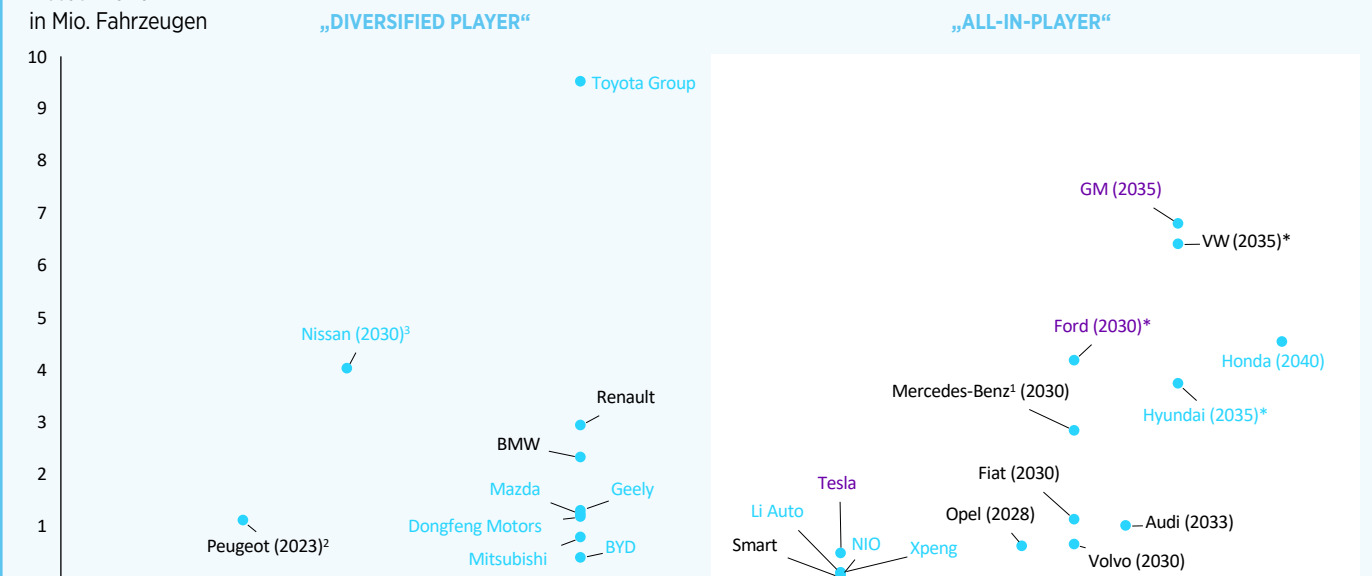 in Mio. Fahrzeugen
„DIVERSIFIED PLAYER“
„ALL-IN-PLAYER“
10
Toyota Group
9
8
GM (2035)
7
VW (2035)*
6
5
Nissan (2030)³
Ford (2030)*
Honda (2040)
4
Mercedes-Benz¹ (2030)
Renault
Hyundai (2035)*
3
BMW
Fiat (2030)
2
Mazda
Geely
Tesla
Li Auto
Opel (2028)
Dongfeng Motors
Audi (2033)
1
Peugeot (2023)²
BYD
Smart
NIO
Xpeng
Mitsubishi
Volvo (2030)